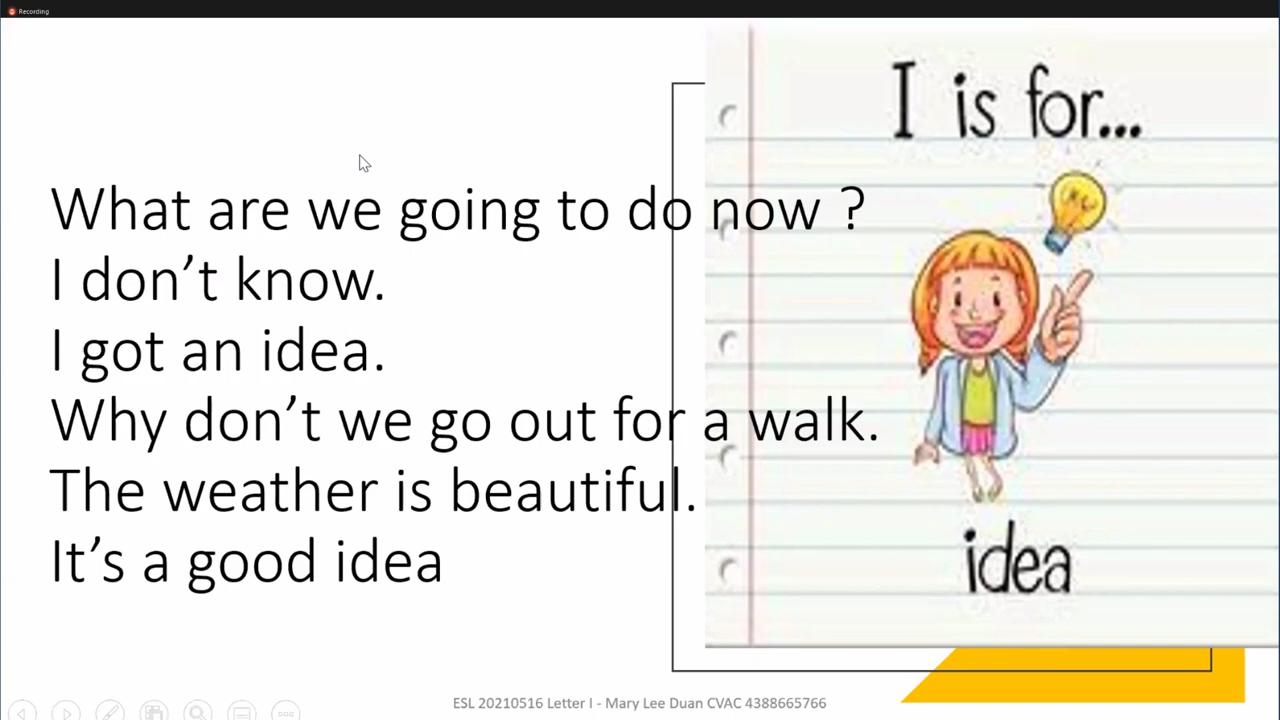 Recording
I is for...
What are we going to do now ?
I don’t know.
I got an idea.
Why don’t we go out for a walk.
The weather is beautiful.
It’s a good idea
idea
ESL 20210516 Letter I - Mary Lee Duan CVAC 4388665766